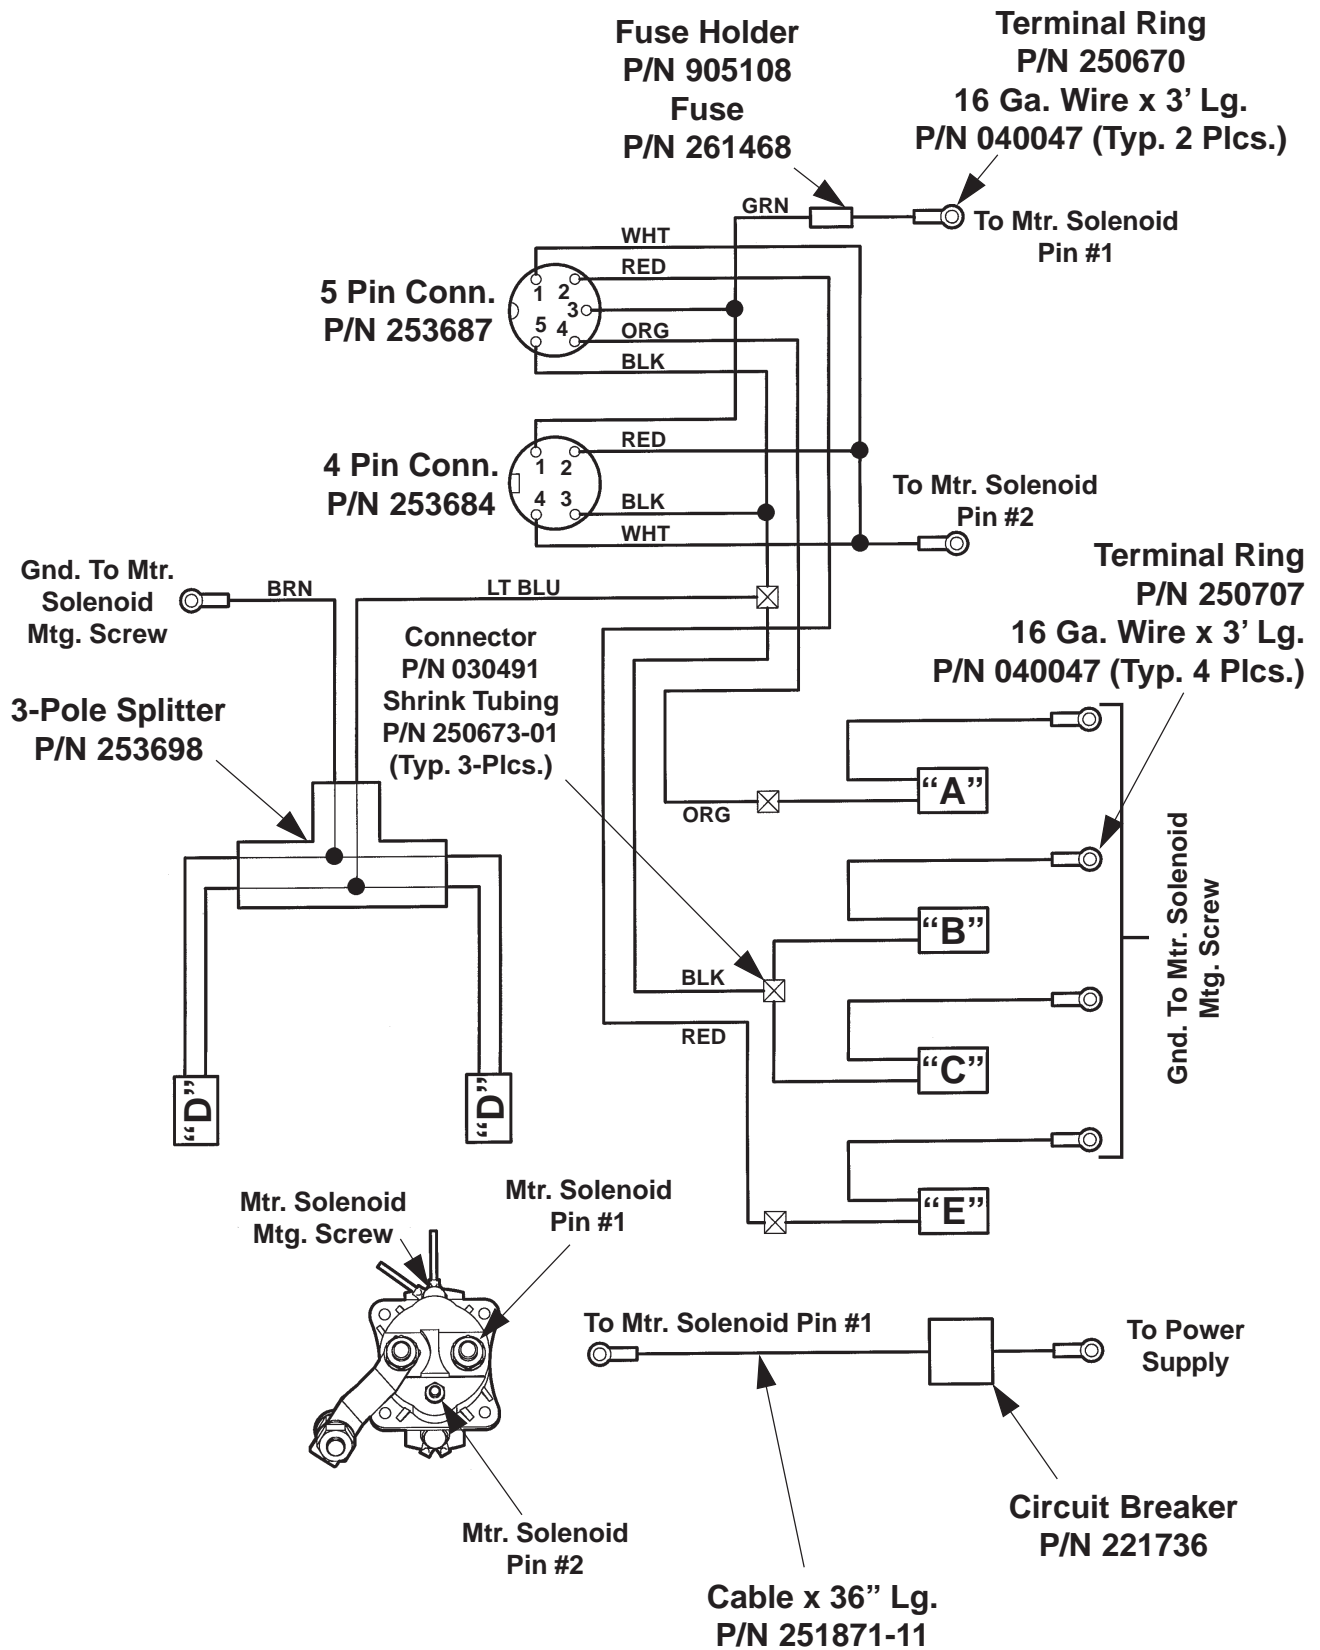 Fuse Holder
P/N 905108
Fuse
P/N 261468
Terminal Ring
P/N 250670
16 Ga. Wire x 3’ Lg.
P/N 040047 (Typ. 2 Plcs.)
GRN
To Mtr. Solenoid
Pin #1
WHT
RED
5 Pin Conn.
P/N 253687
1 2
3
5 4
ORG
BLK
4 Pin Conn.
P/N 253684
RED
1 2
4 3
BLK
WHT
To Mtr. Solenoid
Pin #2
Gnd. To Mtr.
Solenoid
Mtg. Screw
BRN
LT BLU
Terminal Ring
P/N 250707
16 Ga. Wire x 3’ Lg.
P/N 040047 (Typ. 4 Plcs.)
Connector
P/N 030491
Shrink Tubing
P/N 250673-01
(Typ. 3-Plcs.)
3-Pole Splitter
P/N 253698
“A”
ORG
“B”
BLK
RED
“C”
Gnd. To Mtr. Solenoid
Mtg. Screw
“D”
“D”
“E”
Mtr. Solenoid
Mtg. Screw
Mtr. Solenoid
Pin #1
To Mtr. Solenoid Pin #1
To Power
Supply
Mtr. Solenoid
Pin #2
Circuit Breaker
P/N 221736
Cable x 36” Lg.
P/N 251871-11